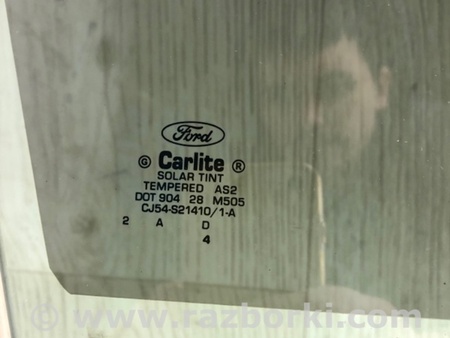 Ford
G Carlite R
SOLAR TINT
TEMPERED AS2
DOT 904 28 M505
CJ54-S21410/1-A
2 A D
4
© www.razborki.com